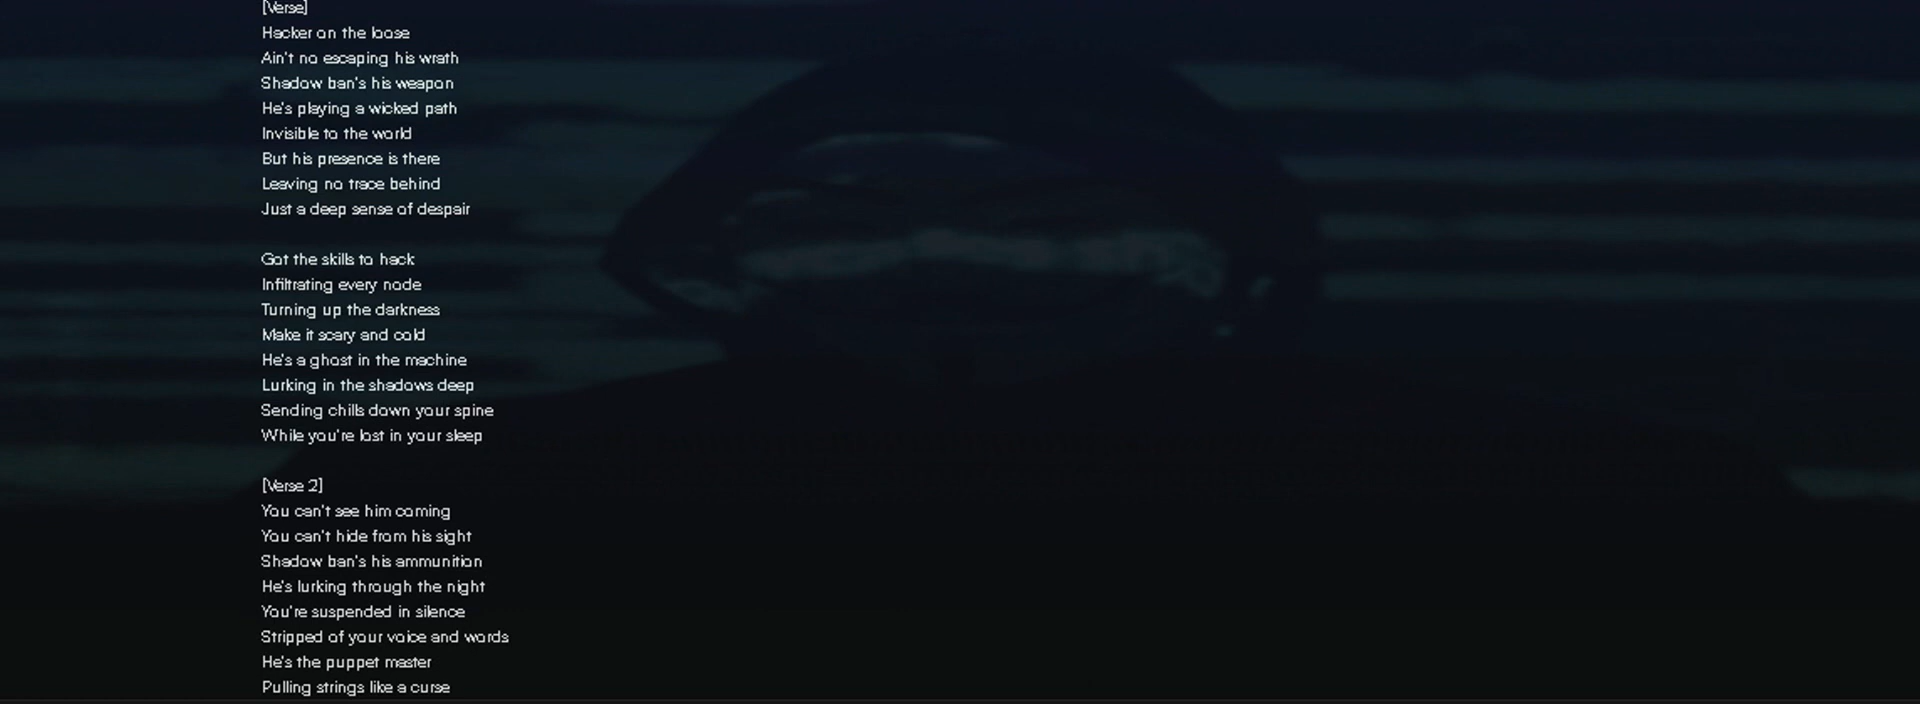 [Verse]
Hacker on the loose
Ain't no escaping his wrath
Shadow ban's his weapon
He's playing a wicked path
Invisible to the world
But his presence is there
Leaving no trace behind
Just a deep sense of despair
Got the skills to hack
Infiltrating every node
Turning up the darkness
Make it scary and cold
He's a ghost in the machine
Lurking in the shadows deep
Sending chills down your spine
While you're lost in your sleep
[Verse 2]
You can't see him coming
You can't hide from his sight
Shadow ban's his ammunition
He's lurking through the night
You're suspended in silence
Stripped of your voice and words
He's the puppet master
Pulling strings like a curse